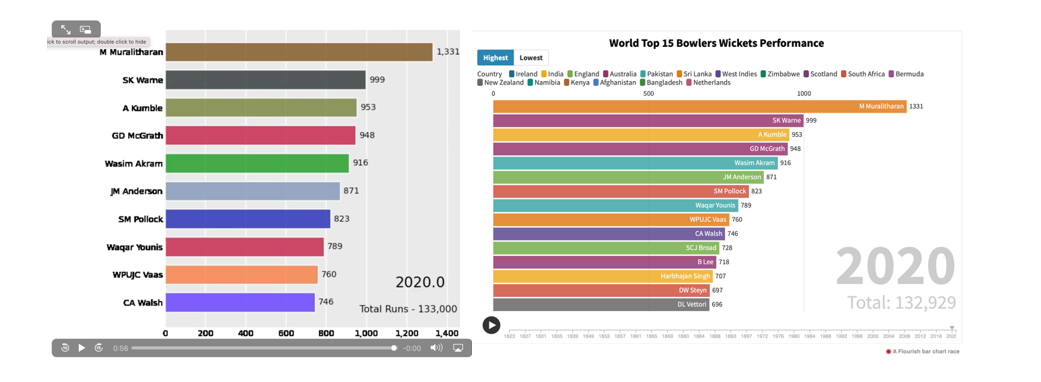 ck to scroll output; double click to hide
M Muralitharan 1,331
SK Warne 999
A Kumble 953
GD McGrath 948
Wasim Akram 916
JM Anderson 871
SM Pollock 823
Waqar Younis 789
WPUJC Vaas 760
CA Walsh 746
2020.0
Total Runs - 133,000
0 200 400 600 800 1,000 1,200 1,400
0:56 -0:00
World Top 15 Bowlers Wickets Performance
Highest Lowest
Country Ireland India England Australia Pakistan Sri Lanka West Indies Zimbabwe Scotland South Africa Bermuda
New Zealand Namibia Kenya Afghanistan Bangladesh Netherlands
0 500 1000
M Muralitharan 1331
SK Warne 999
A Kumble 953
GD McGrath 948
Wasim Akram 916
JM Anderson 871
SM Pollock 823
Waqar Younis 789
WPUJC Vaas 760
CA Walsh 746
SCJ Broad 728
B Lee 718
Harbhajan Singh 707
DW Steyn 697
DL Vettori 696
2020
Total: 132,929
A Flourish bar chart race